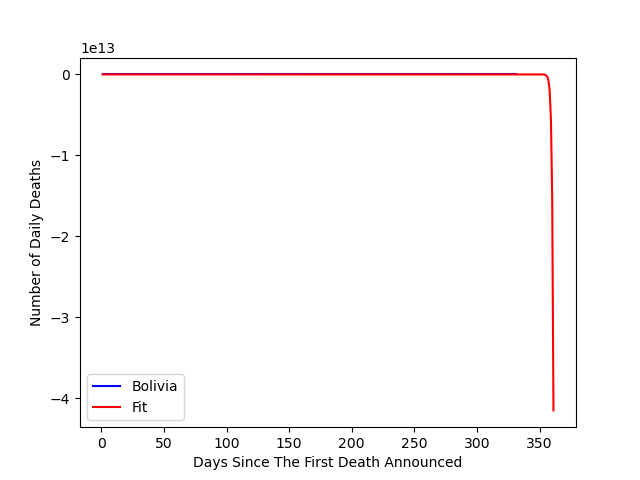 1e13
0
−1
−2
−3
−4
Number of Daily Deaths
Bolivia
Fit
0 50 100 150 200 250 300 350
Days Since The First Death Announced